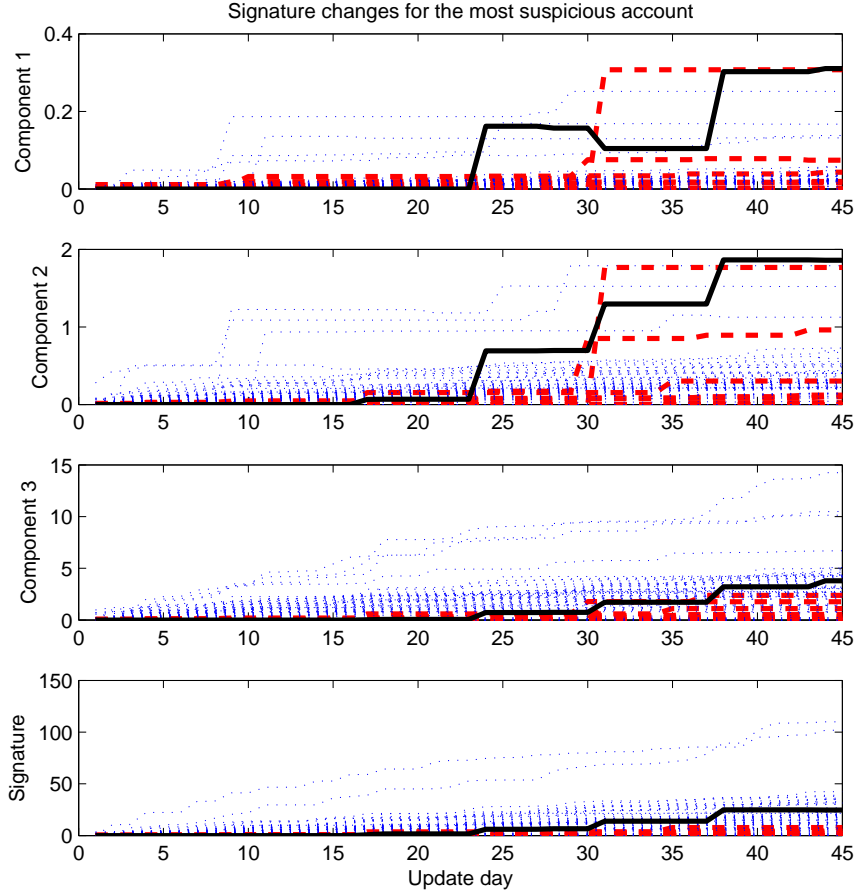 Signature changes for the most suspicious account
0.4
0.2
0
Component 1
0 5 10 15 20 25 30 35 40 45
2
1
0
Component 2
0 5 10 15 20 25 30 35 40 45
15
10
5
0
Component 3
0 5 10 15 20 25 30 35 40 45
150
100
50
0
Signature
0 5 10 15 20 25 30 35 40 45
Update day